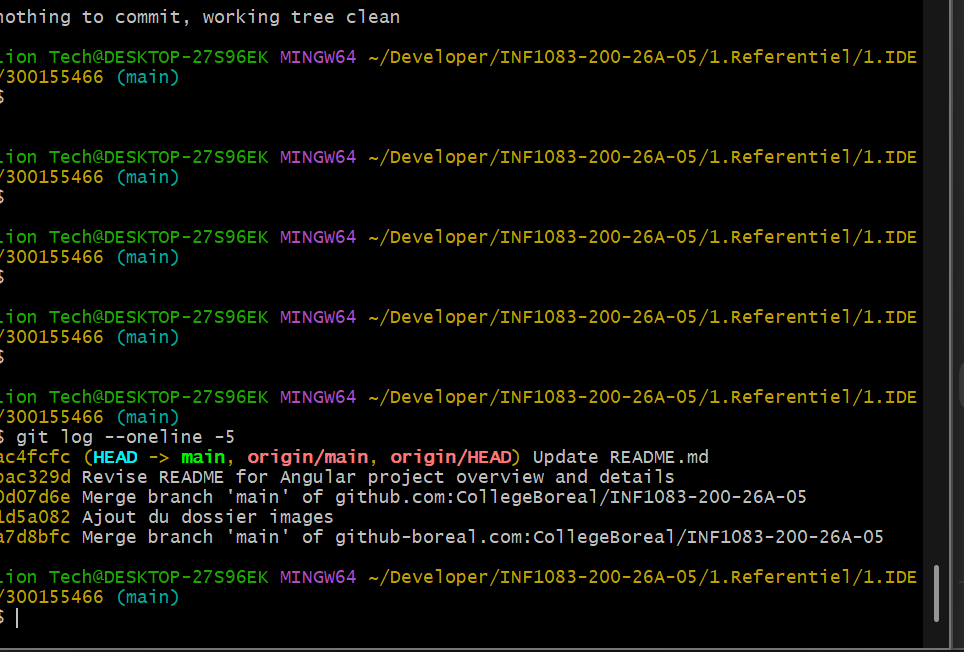 nothing to commit, working tree clean
Lion Tech@DESKTOP-27S96EK MINGW64 ~/Developer/INF1083-200-26A-05/1.Referentiel/1.IDE
/300155466 (main)
$
Lion Tech@DESKTOP-27S96EK MINGW64 ~/Developer/INF1083-200-26A-05/1.Referentiel/1.IDE
/300155466 (main)
$
Lion Tech@DESKTOP-27S96EK MINGW64 ~/Developer/INF1083-200-26A-05/1.Referentiel/1.IDE
/300155466 (main)
$
Lion Tech@DESKTOP-27S96EK MINGW64 ~/Developer/INF1083-200-26A-05/1.Referentiel/1.IDE
/300155466 (main)
$
Lion Tech@DESKTOP-27S96EK MINGW64 ~/Developer/INF1083-200-26A-05/1.Referentiel/1.IDE
/300155466 (main)
$ git log --oneline -5
ac4fcfc (HEAD -> main, origin/main, origin/HEAD) Update README.md
bac329d Revise README for Angular project overview and details
0d07d6e Merge branch 'main' of github.com:CollegeBoreal/INF1083-200-26A-05
1d5a082 Ajout du dossier images
a7d8bfc Merge branch 'main' of github-boreal.com:CollegeBoreal/INF1083-200-26A-05
Lion Tech@DESKTOP-27S96EK MINGW64 ~/Developer/INF1083-200-26A-05/1.Referentiel/1.IDE
/300155466 (main)
$